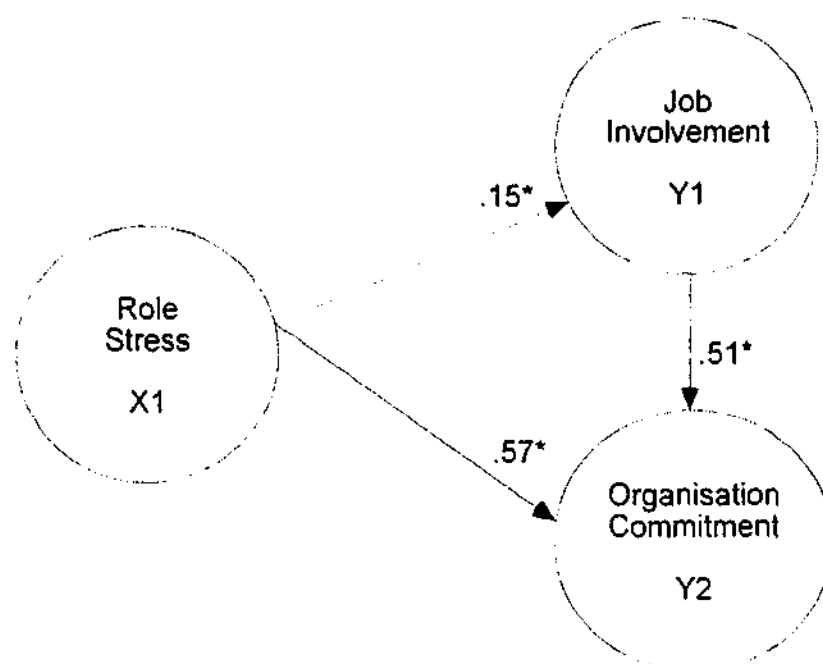 Job
Involvement
Y1
.15*
Role
Stress
X1
.51*
.57*
Organisation
Commitment
Y2